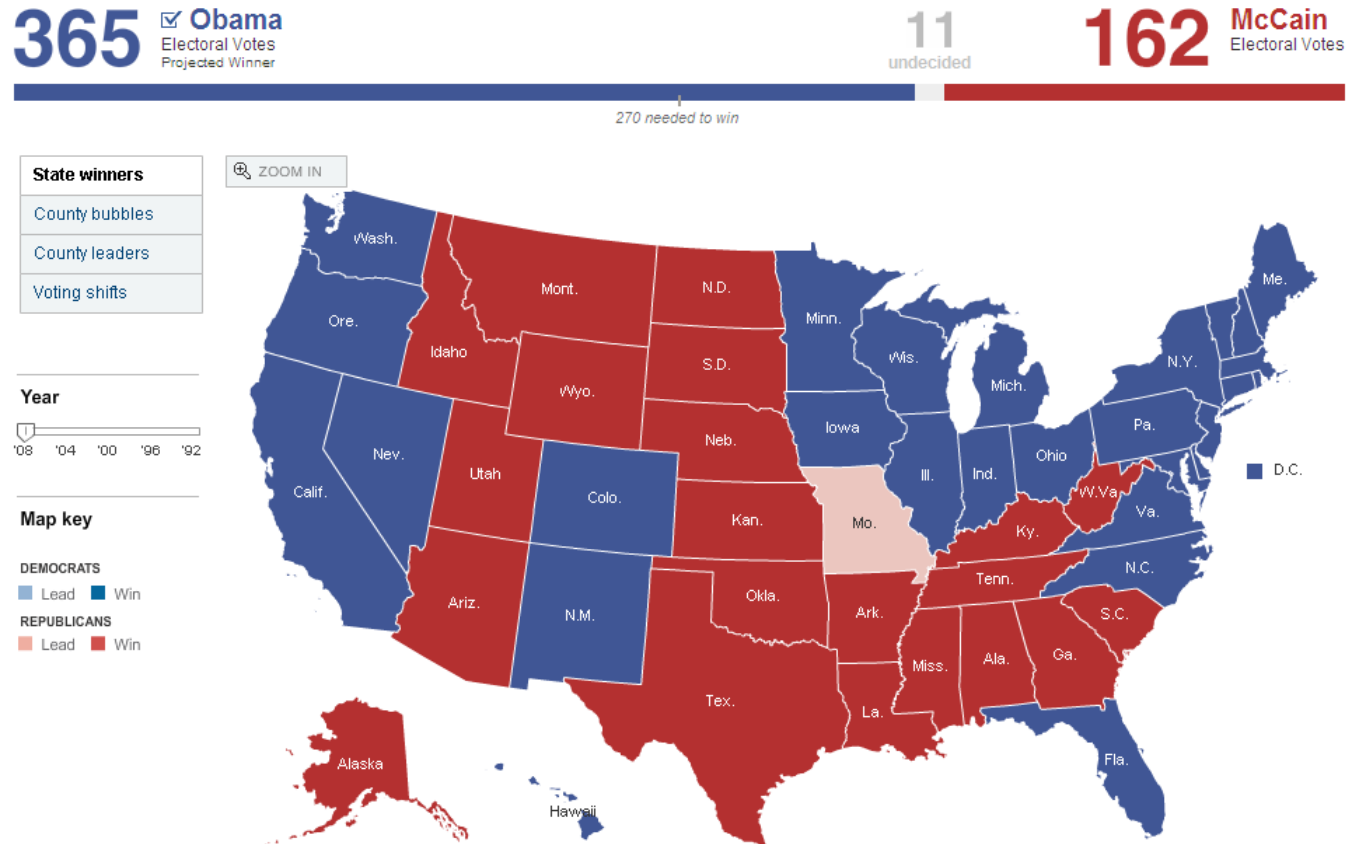 365
Obama
Electoral Votes
Projected Winner
11
undecided
162
McCain
Electoral Votes
270 needed to win
State winners
County bubbles
County leaders
Voting shifts
ZOOM IN
Year
'08 '04 '00 '96 '92
Map key
DEMOCRATS
Lead Win
REPUBLICANS
Lead Win
Wash.
Ore.
Calif.
Nev.
Idaho
Mont.
Wyo.
Utah
Colo.
Ariz.
N.M.
N.D.
S.D.
Neb.
Kan.
Okla.
Tex.
Minn.
Iowa
Mo.
Ark.
La.
Wis.
Ill.
Mich.
Ind.
Ohio
Ky.
Tenn.
Miss.
Ala.
Ga.
Fla.
S.C.
N.C.
Va.
W.Va.
Pa.
N.Y.
Me.
D.C.
Alaska
Hawaii